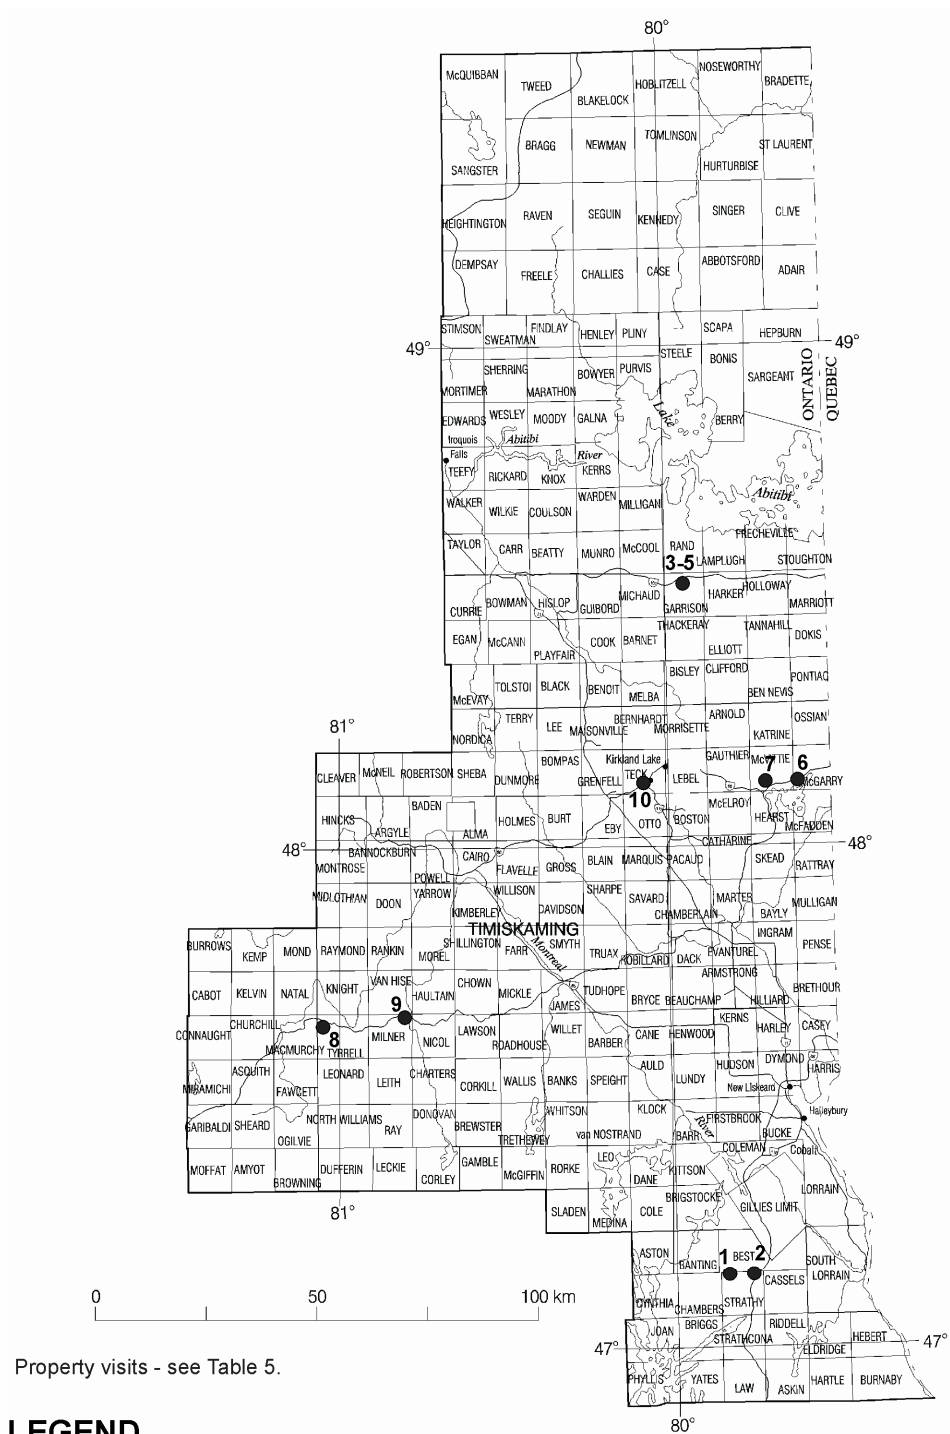 80°
McQUIBBAN TWEED BLAKELOCK HOBLITZELL NOSEWORTHY BRADETTE
SANGSTER BRAGG NEWMAN TOMLINSON HURTURBISE ST LAURENT
HEIGHTINGTON RAVEN SEGUIN KENNEDY SINGER CLIVE
DEMPSAY FREELE CHALLIES CASE ABBOTSFORD ADAIR
STIMSON SWEATMAN FINDLAY HENLEY PLINY SCAPA HEPBURN
49° STEELE BONIS 49°
MORTIMER SHERRING MARATHON BOWYER PURVIS SARGEANT ONTARIO QUEBEC
EDWARDS WESLEY MOODY GALNA Lake BERRY
Iroquois Falls Abitibi River
TEEFY RICKARD KNOX KERRS Abitibi
WALKER WILKIE COULSON WARDEN MILLIGAN
FRECHEVILLE
TAYLOR CARR BEATTY MUNRO McCOOL RAND LAMPLUGH STOUGHTON
3-5
CURRIE BOWMAN HISLOP GUIBORD MICHAUD GARRISON HARKER HOLLOWAY MARRIOTT
EGAN McCANN PLAYFAIR COOK BARNET THACKERAY ELLIOTT TANNAHILL DOKIS
McEVAY TOLSTOI BLACK BENOIT MELBA BISLEY CLIFFORD BEN NEVIS PONTIAC
81° NORDICA TERRY LEE MAISONVILLE BERNHARDT MORRISETTE ARNOLD KATRINE OSSIAN
CLEAVER McNEIL ROBERTSON SHEBA DUNMORE BOMPAS GRENFELL Kirkland Lake TECK LEBEL GAUTHIER McVITTIE McGARRY
10 7 6
HINCKS ARGYLE BADEN ALMA HOLMES BURT EBY OTTO BOSTON McELROY HEARST McFADDEN
48° 48°
MONTROSE BANNOCKBURN POWELL CAIRO FLAVELLE GROSS BLAIN MARQUIS PACAUD CATHARINE SKEAD RATTRAY
MIDLOTHIAN DOON YARROW KIMBERLEY WILLISON DAVIDSON SHARPE SAVARD CHAMBERLAIN MARTER BAYLY MULLIGAN
TIMISKAMING
BURROWS KEMP MOND RAYMOND RANKIN MOREL SHILLINGTON FARR Montreal SMYTH TRUAX ROBILLARD DACK EVANTUREL INGRAM PENSE
CABOT KELVIN NATAL KNIGHT VAN HISE HAULTAIN CHOWN MICKLE JAMES TUDHOPE BRYCE BEAUCHAMP ARMSTRONG HILLIARD BRETHOUR
9
8
CONNAUGHT CHURCHILL MACMURCHY TYRRELL MILNER NICOL LAWSON ROADHOUSE WILLET BARBER CANE HENWOOD KERNS HARLEY CASEY
MIRAMICHI ASQUITH FAWCETT LEONARD LEITH CHARTERS CORKILL WALLIS BANKS SPEIGHT AULD LUNDY HUDSON DYMOND HARRIS
New Liskeard
GARIBALDI SHEARD OGILVIE NORTH WILLIAMS RAY DONOVAN BREWSTER TRETHEWEY WHITSON van NOSTRAND KLOCK BARR River FIRSTBROOK BUCKE Haileybury
MOFFAT AMYOT BROWNING DUFFERIN LECKIE CORLEY GAMBLE McGIFFIN RORKE LEO DANE KITTSON COLEMAN Cobalt
81° SLADEN MEDINA COLE BRIGSTOCKE GILLIES LIMIT LORRAIN
ASTON BANTING 1 BEST 2 SOUTH LORRAIN
CYNTHIA CHAMBERS STRATHY CASSELS
0 50 100 km
JOAN BRIGGS STRATHCONA RIDDELL ELDRIDGE HEBERT
47° 47°
PHYLLIS YATES LAW ASKIN HARTLE BURNABY
80°
Property visits - see Table 5.
LEGEND